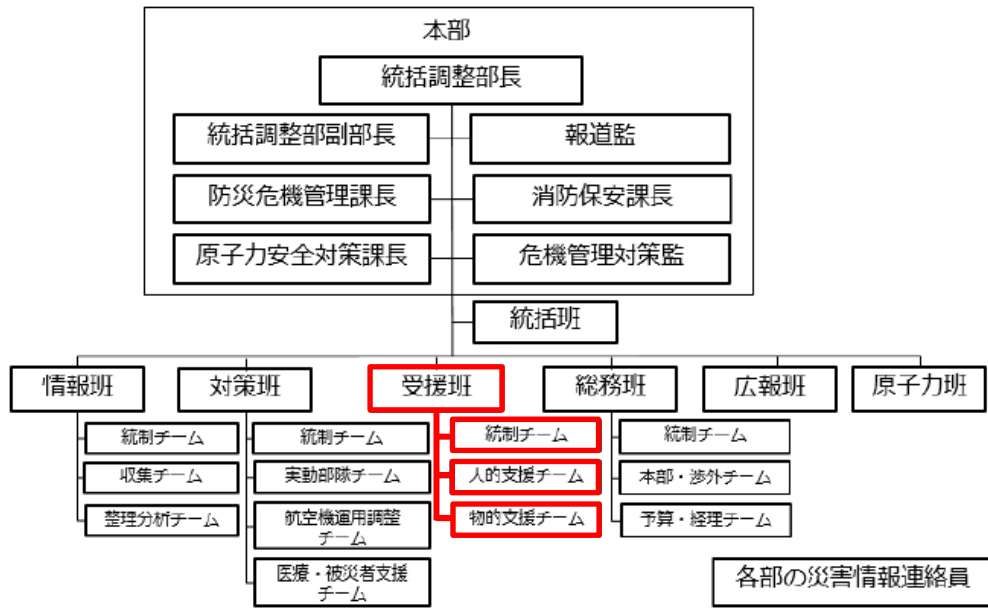 本部
統括調整部長
統括調整部副部長
報道監
防災危機管理課長
消防保安課長
原子力安全対策課長
危機管理対策監
統括班
情報班
対策班
受援班
総務班
広報班
原子力班
統制チーム
収集チーム
整理分析チーム
統制チーム
実動部隊チーム
航空機運用調整
チーム
医療・被災者支援
チーム
統制チーム
人的支援チーム
物的支援チーム
統制チーム
本部・渉外チーム
予算・経理チーム
各部の災害情報連絡員